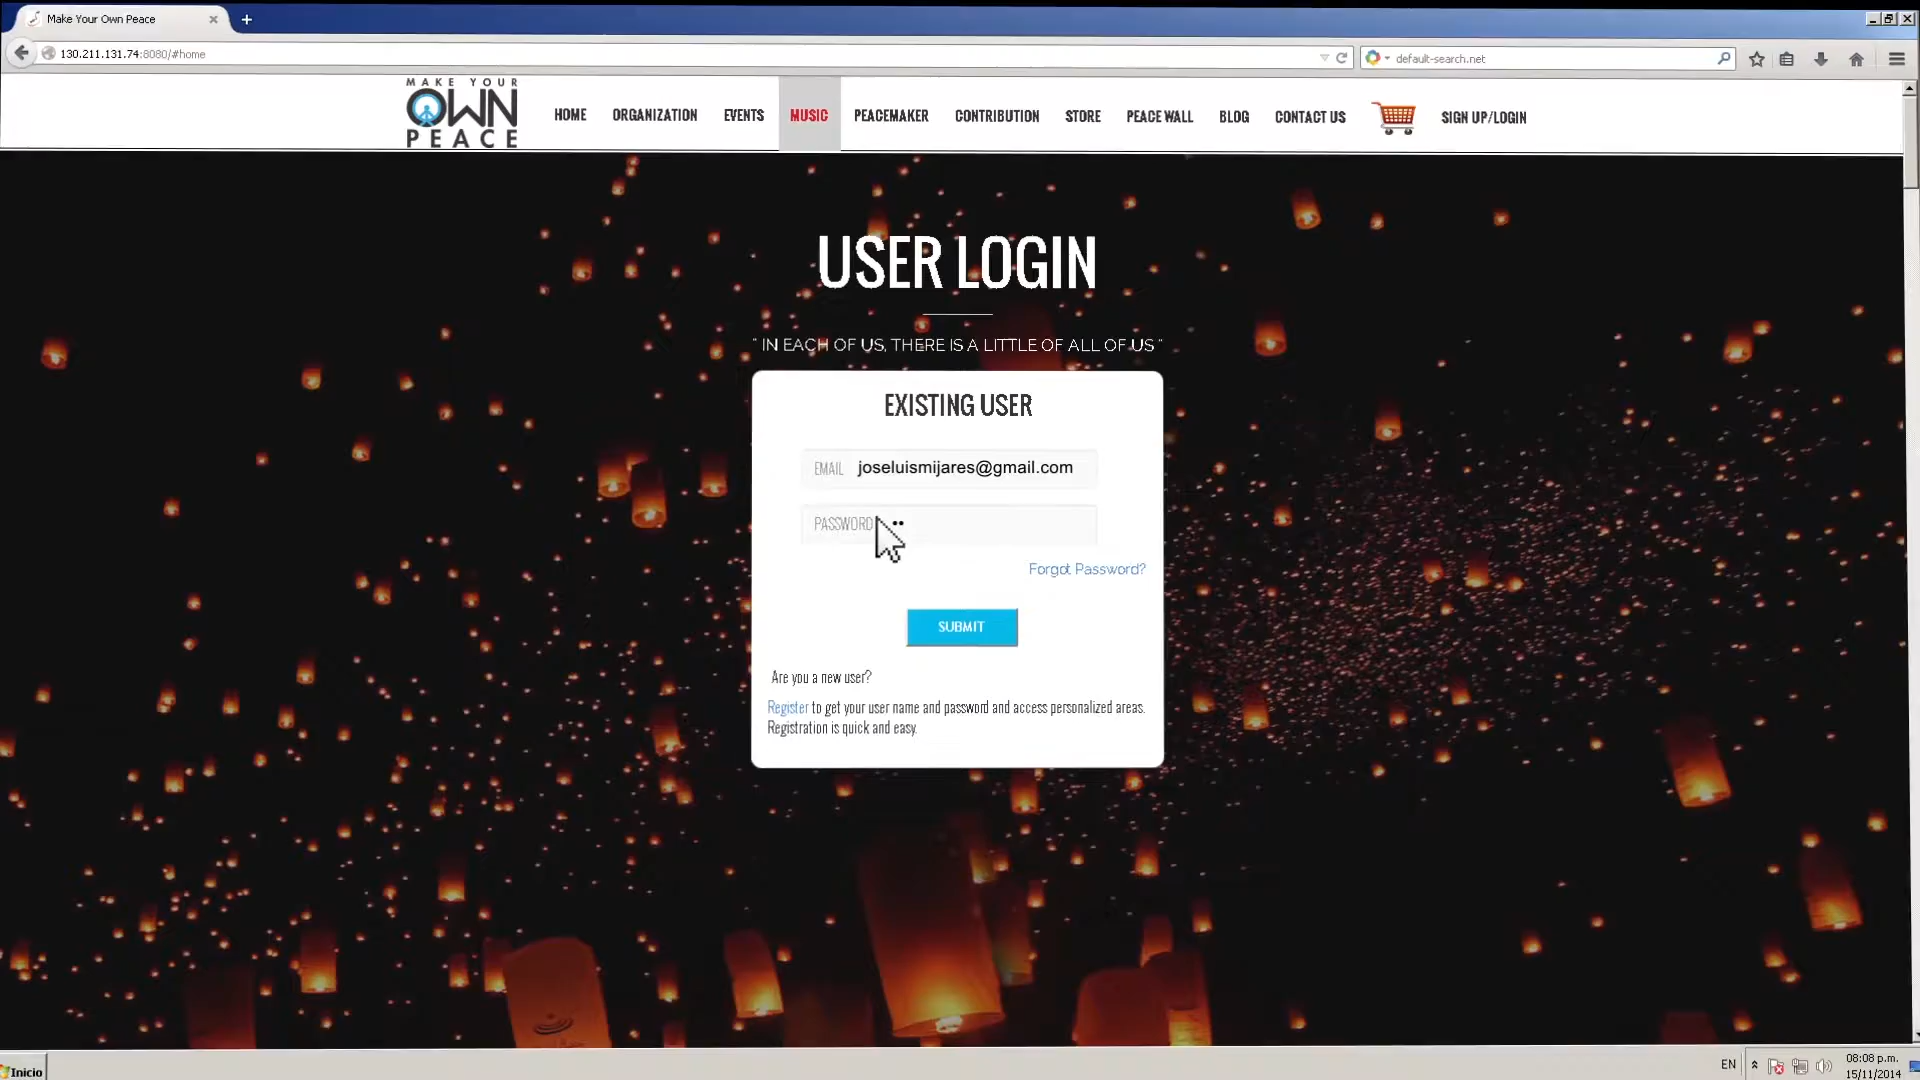 Make Your Own Peace
130.211.131.74:8080/#home
default-search.net
MAKE YOUR
OWN
PEACE
HOME ORGANIZATION EVENTS MUSIC PEACEMAKER CONTRIBUTION STORE PEACE WALL BLOG CONTACT US SIGN UP/LOGIN
USER LOGIN
" IN EACH OF US, THERE IS A LITTLE OF ALL OF US "
EXISTING USER
EMAIL joseluismijares@gmail.com
PASSWORD ••
Forgot Password?
SUBMIT
Are you a new user?
Register to get your user name and password and access personalized areas.
Registration is quick and easy.
Inicio
EN
08:08 p.m.
15/11/2014